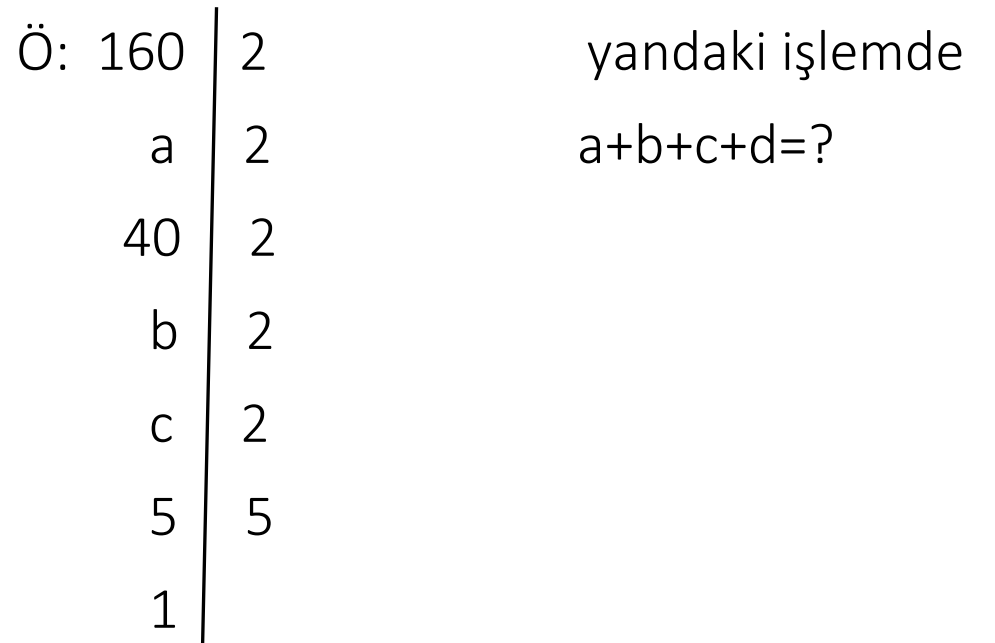 Ö: 160 | 2 yandaki işlemde
a | 2 a+b+c+d=?
40 | 2
b | 2
c | 2
5 | 5
1 |